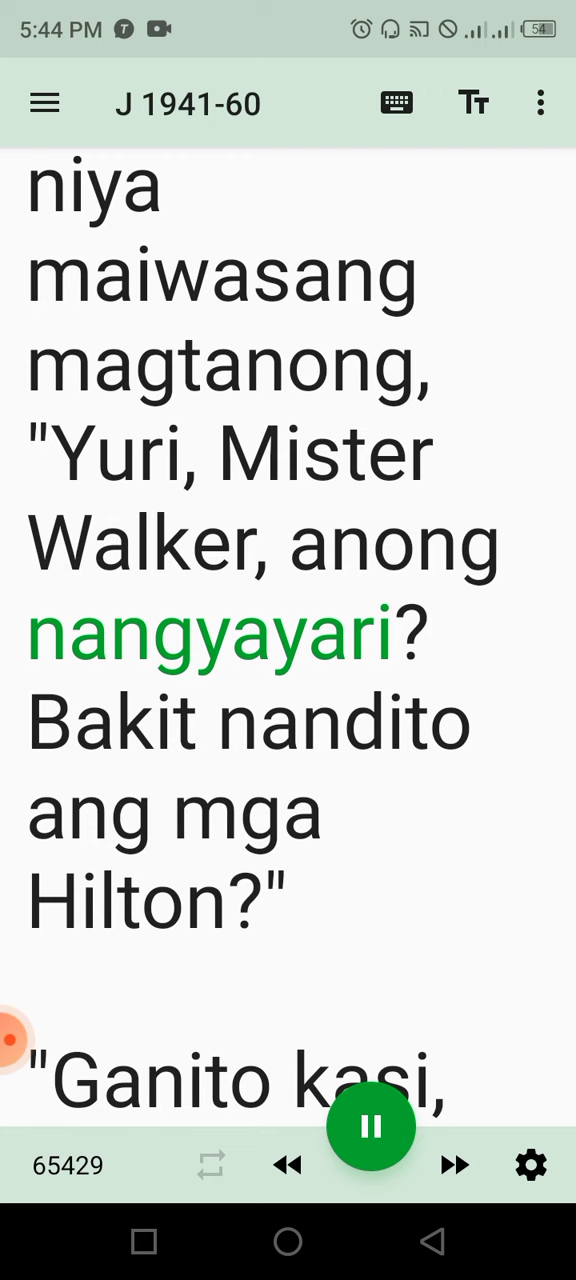 5:44 PM
54
J 1941-60
niya
maiwasang
magtanong,
"Yuri, Mister
Walker, anong
nangyayari?
Bakit nandito
ang mga
Hilton?"
"Ganito kasi,
65429